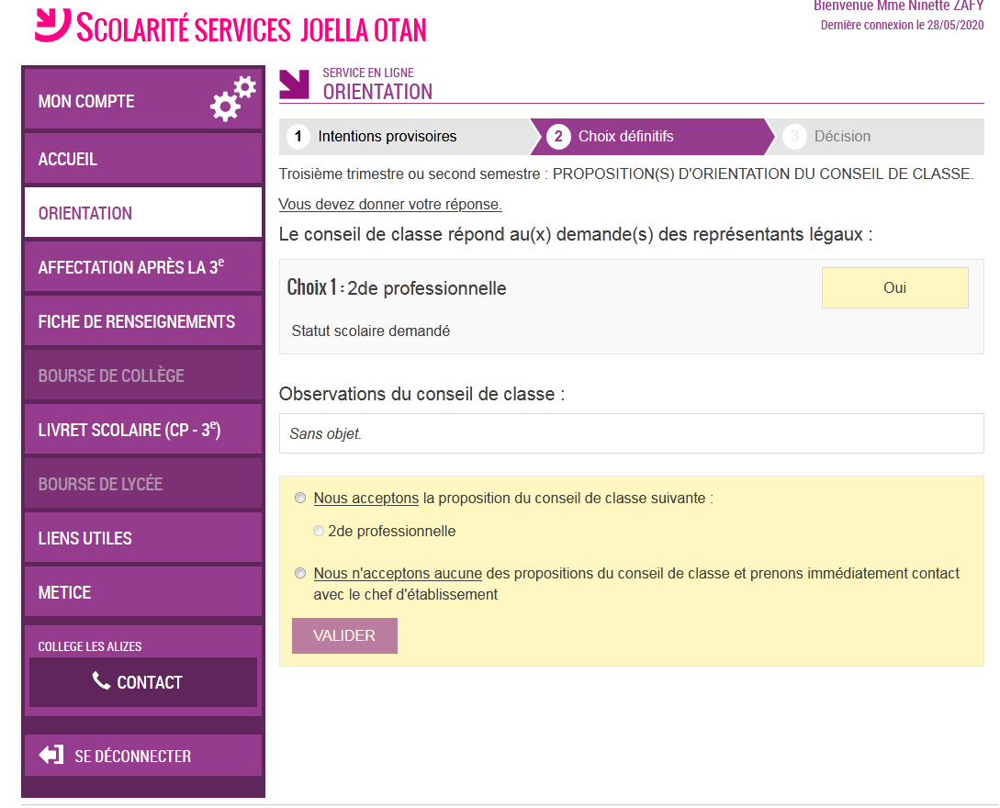 Bienvenue Mme Ninette ZAFY
SCOLARITÉ SERVICES JOELLA OTAN
Dernière connexion le 28/05/2020
MON COMPTE
ACCUEIL
ORIENTATION
AFFECTATION APRÈS LA 3e
FICHE DE RENSEIGNEMENTS
BOURSE DE COLLÈGE
LIVRET SCOLAIRE (CP - 3e)
BOURSE DE LYCÉE
LIENS UTILES
METICE
COLLEGE LES ALIZES
CONTACT
SE DÉCONNECTER
SERVICE EN LIGNE
ORIENTATION
1 Intentions provisoires
2 Choix définitifs
3 Décision
Troisième trimestre ou second semestre : PROPOSITION(S) D'ORIENTATION DU CONSEIL DE CLASSE.
Vous devez donner votre réponse.
Le conseil de classe répond au(x) demande(s) des représentants légaux :
Choix 1 : 2de professionnelle
Oui
Statut scolaire demandé
Observations du conseil de classe :
Sans objet.
Nous acceptons la proposition du conseil de classe suivante :
2de professionnelle
Nous n'acceptons aucune des propositions du conseil de classe et prenons immédiatement contact
avec le chef d'établissement
VALIDER